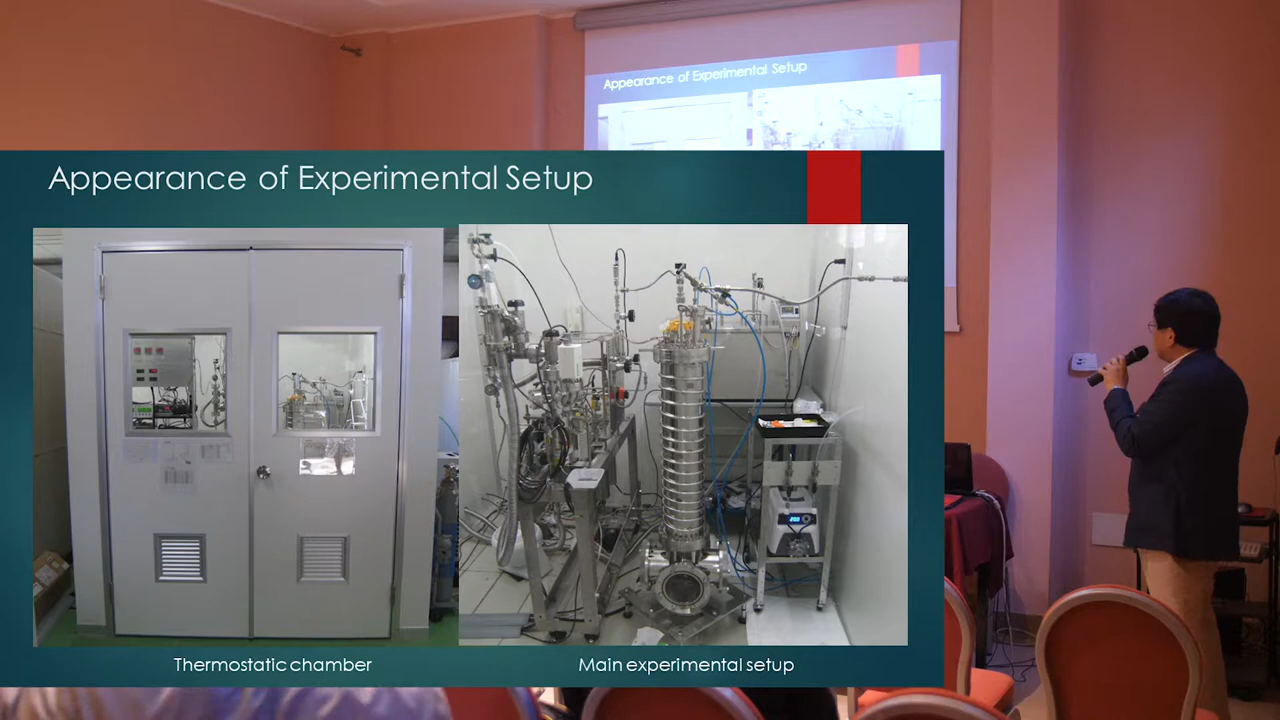 Appearance of Experimental Setup
Appearance of Experimental Setup
Thermostatic chamber
Main experimental setup